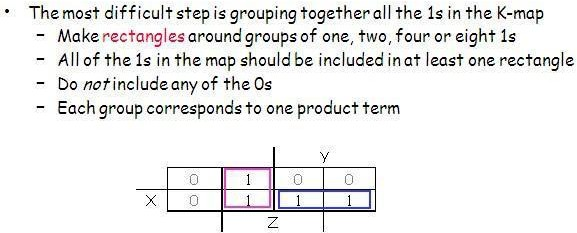 • The most difficult step is grouping together all the 1s in the K-map
- Make rectangles around groups of one, two, four or eight 1s
- All of the 1s in the map should be included in at least one rectangle
- Do not include any of the 0s
- Each group corresponds to one product term
Y
0 1 0 0
X 0 1 1 1
Z